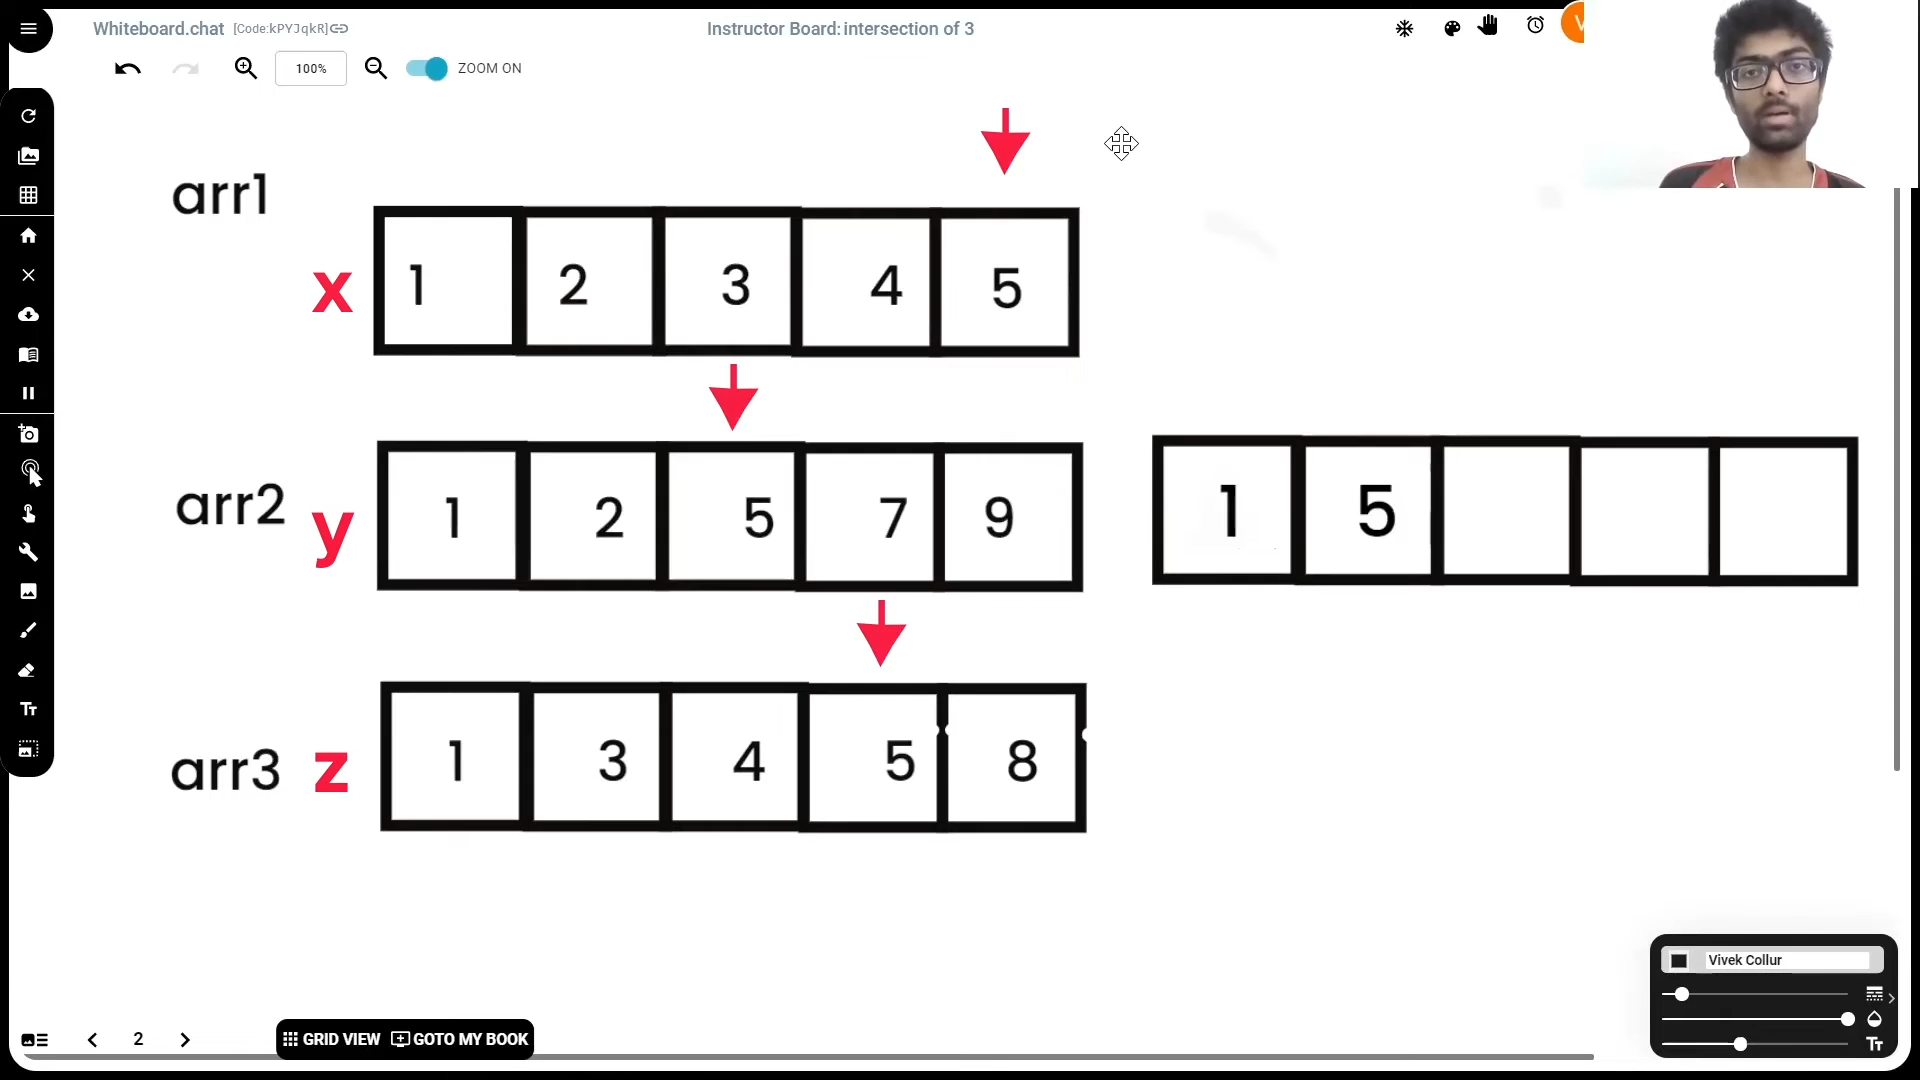 Whiteboard.chat [Code:kPYJqkR]
Instructor Board: intersection of 3
V
100%
ZOOM ON
arr1
x
1 2 3 4 5
arr2
y
1 2 5 7 9
1 5
arr3
z
1 3 4 5 8
Tт
Vivek Collur
Tт
2
GRID VIEW
GOTO MY BOOK